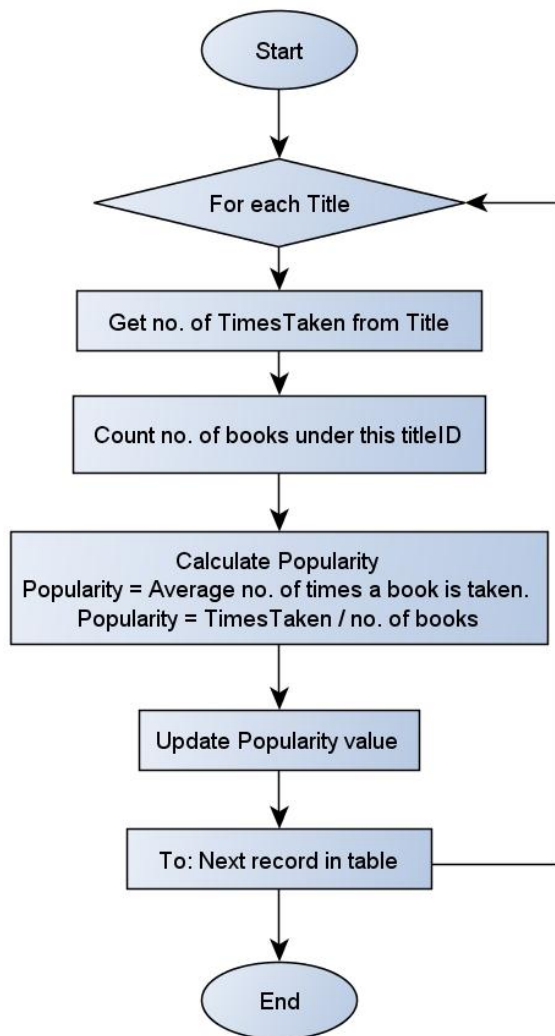 Start
For each Title
Get no. of TimesTaken from Title
Count no. of books under this titleID
Calculate Popularity
Popularity = Average no. of times a book is taken.
Popularity = TimesTaken / no. of books
Update Popularity value
To: Next record in table
End